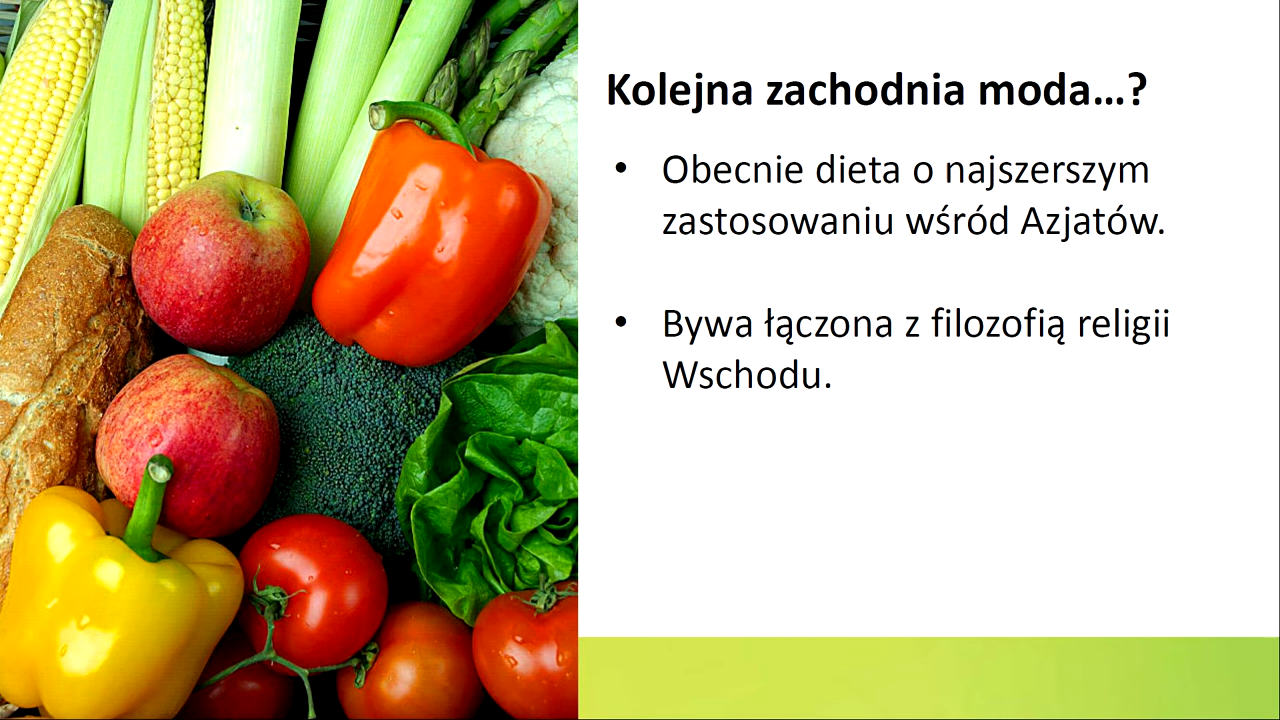 Kolejna zachodnia moda...?
• Obecnie dieta o najszerszym
zastosowaniu wśród Azjatów.
• Bywa łączona z filozofią religii
Wschodu.